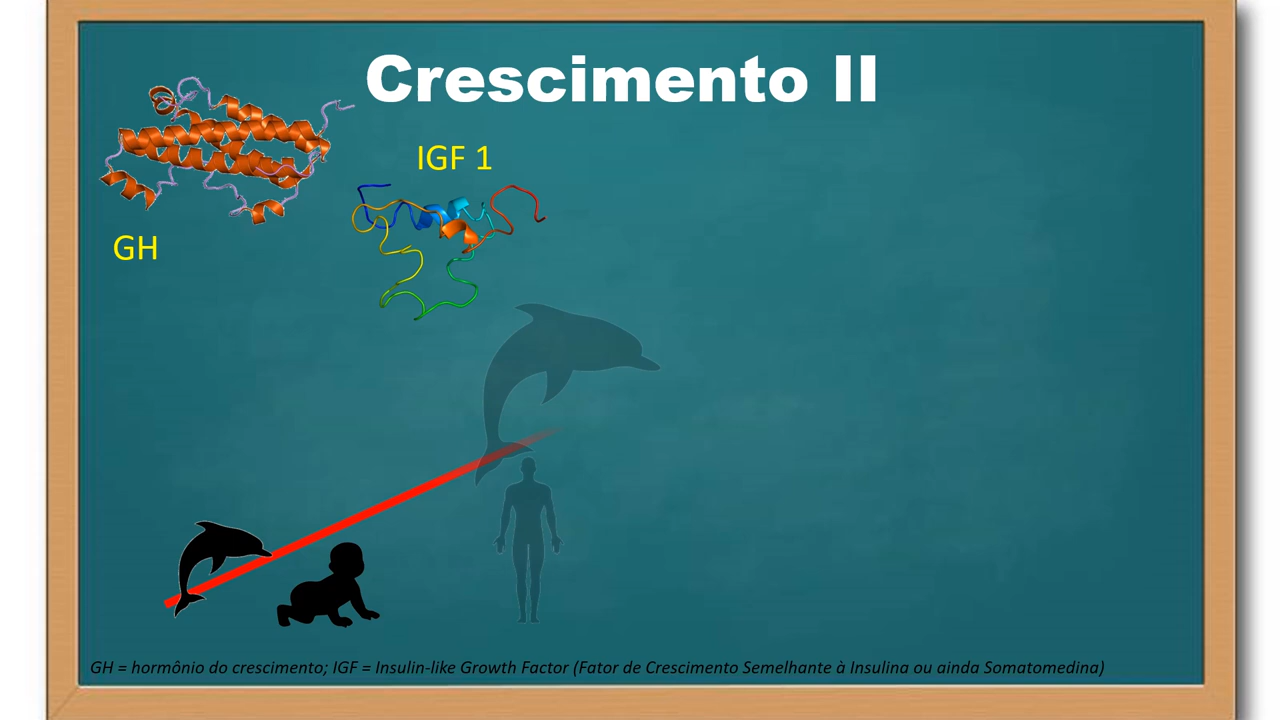 Crescimento II
IGF 1
GH
GH = hormônio do crescimento; IGF = Insulin-like Growth Factor (Fator de Crescimento Semelhante à Insulina ou ainda Somatomedina)